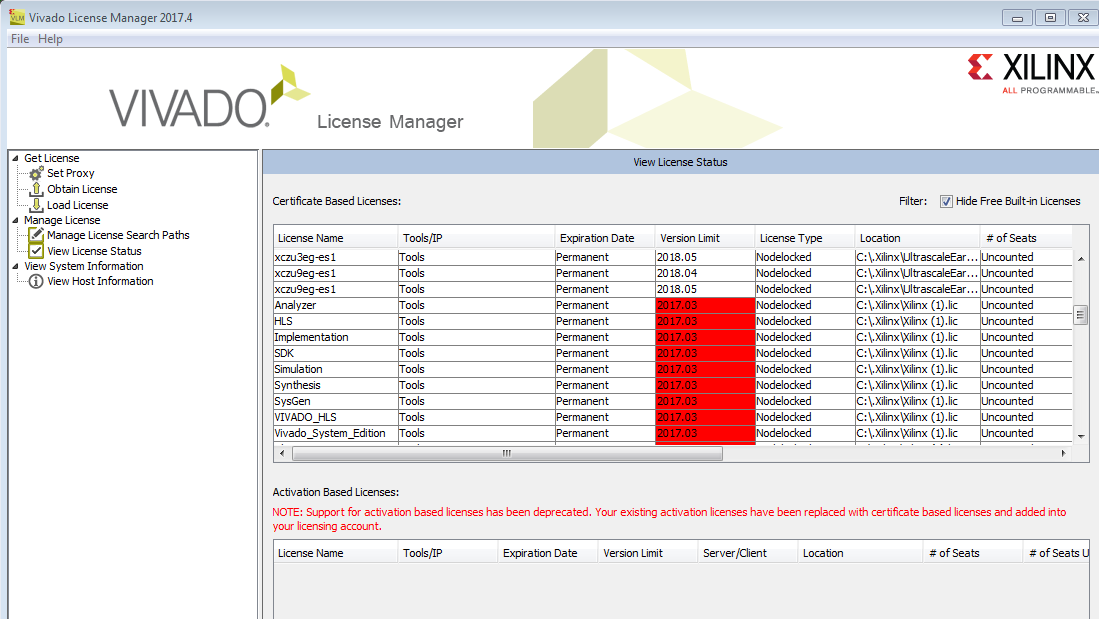 VLM Vivado License Manager 2017.4
File Help
VIVADO. License Manager
XILINX
ALL PROGRAMMABLE.
Get License
Set Proxy
Obtain License
Load License
Manage License
Manage License Search Paths
View License Status
View System Information
View Host Information
View License Status
Certificate Based Licenses: Filter: Hide Free Built-in Licenses
License Name Tools/IP Expiration Date Version Limit License Type Location # of Seats
xczu3eg-es1 Tools Permanent 2018.05 Nodelocked C:\.Xilinx\UltrascaleEar... Uncounted
xczu9eg-es1 Tools Permanent 2018.04 Nodelocked C:\.Xilinx\UltrascaleEar... Uncounted
xczu9eg-es1 Tools Permanent 2018.05 Nodelocked C:\.Xilinx\UltrascaleEar... Uncounted
Analyzer Tools Permanent 2017.03 Nodelocked C:\.Xilinx\Xilinx (1).lic Uncounted
HLS Tools Permanent 2017.03 Nodelocked C:\.Xilinx\Xilinx (1).lic Uncounted
Implementation Tools Permanent 2017.03 Nodelocked C:\.Xilinx\Xilinx (1).lic Uncounted
SDK Tools Permanent 2017.03 Nodelocked C:\.Xilinx\Xilinx (1).lic Uncounted
Simulation Tools Permanent 2017.03 Nodelocked C:\.Xilinx\Xilinx (1).lic Uncounted
Synthesis Tools Permanent 2017.03 Nodelocked C:\.Xilinx\Xilinx (1).lic Uncounted
SysGen Tools Permanent 2017.03 Nodelocked C:\.Xilinx\Xilinx (1).lic Uncounted
VIVADO_HLS Tools Permanent 2017.03 Nodelocked C:\.Xilinx\Xilinx (1).lic Uncounted
Vivado_System_Edition Tools Permanent 2017.03 Nodelocked C:\.Xilinx\Xilinx (1).lic Uncounted
Activation Based Licenses:
NOTE: Support for activation based licenses has been deprecated. Your existing activation licenses have been replaced with certificate based licenses and added into
your licensing account.
License Name Tools/IP Expiration Date Version Limit Server/Client Location # of Seats # of Seats U